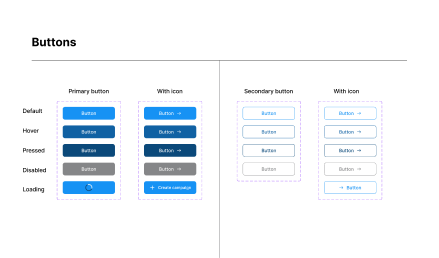 Buttons
Primary button With icon Secondary button With icon
Default Button Button → Button Button →
Hover Button Button → Button Button →
Pressed Button Button → Button Button →
Disabled Button Button → Button Button →
Loading + Create campaign → Button